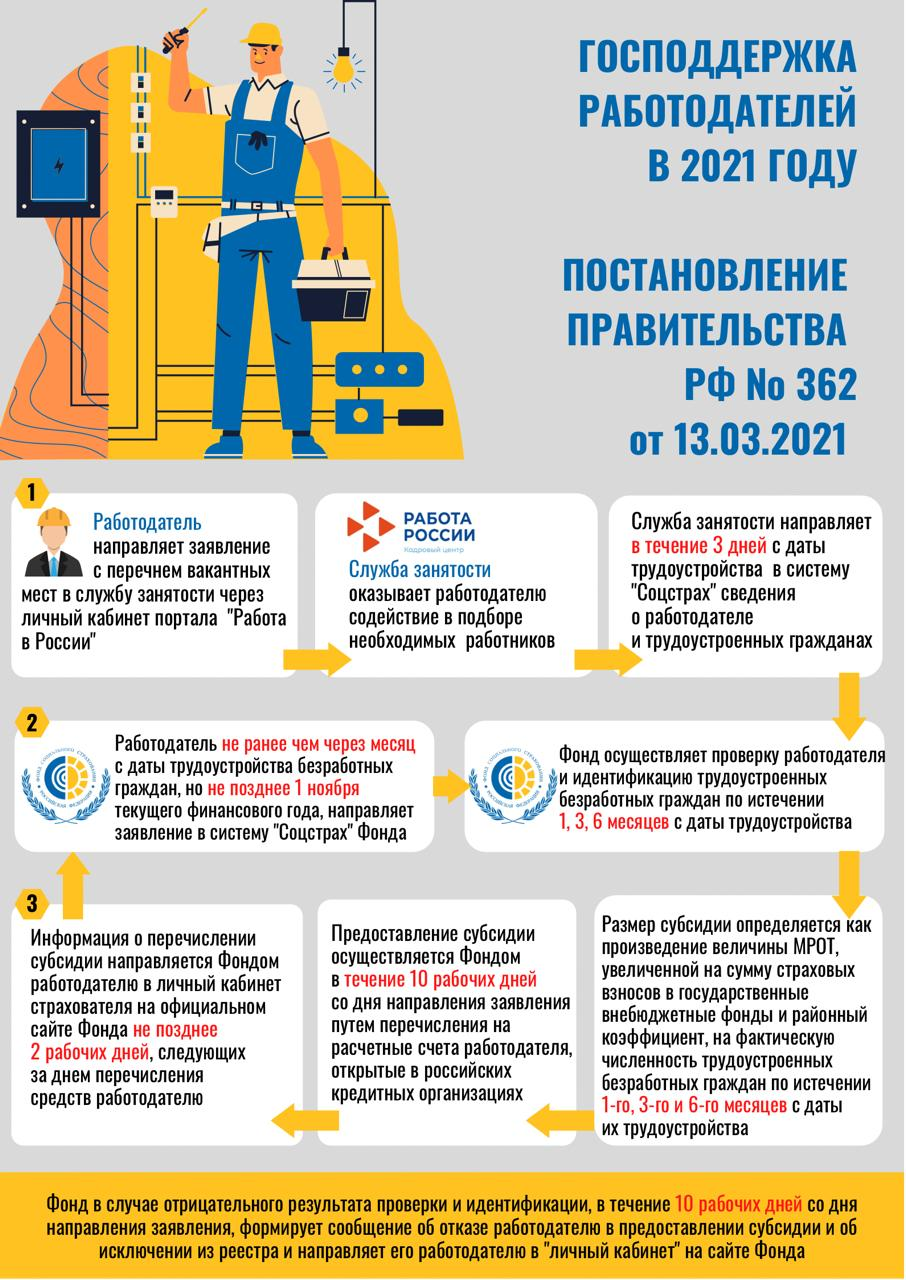 ГОСПОДДЕРЖКА
РАБОТОДАТЕЛЕЙ
В 2021 ГОДУ
ПОСТАНОВЛЕНИЕ
ПРАВИТЕЛЬСТВА
РФ No 362
от 13.03.2021
1
Работодатель
направляет заявление
с перечнем вакантных
мест в службу занятости через
личный кабинет портала "Работа
в России"
РАБОТА
РОССИИ
Кадровый центр
Служба занятости
оказывает работодателю
содействие в подборе
необходимых работников
Служба занятости направляет
в течение 3 дней с даты
трудоустройства в систему
"Соцстрах" сведения
о работодателе
и трудоустроенных гражданах
2
ФОНД СОЦИАЛЬНОГО СТРАХОВАНИЯ
РОССИЙСКАЯ ФЕДЕРАЦИЯ
Работодатель не ранее чем через месяц
с даты трудоустройства безработных
граждан, но не позднее 1 ноября
текущего финансового года, направляет
заявление в систему "Соцстрах" Фонда
ФОНД СОЦИАЛЬНОГО СТРАХОВАНИЯ
РОССИЙСКАЯ ФЕДЕРАЦИЯ
Фонд осуществляет проверку работодателя
и идентификацию трудоустроенных
безработных граждан по истечении
1, 3, 6 месяцев с даты трудоустройства
3
Информация о перечислении
субсидии направляется Фондом
работодателю в личный кабинет
страхователя на официальном
сайте Фонда не позднее
2 рабочих дней, следующих
за днем перечисления
средств работодателю
Предоставление субсидии
осуществляется Фондом
в течение 10 рабочих дней
со дня направления заявления
путем перечисления на
расчетные счета работодателя,
открытые в российских
кредитных организациях
Размер субсидии определяется как
произведение величины МРОТ,
увеличенной на сумму страховых
взносов в государственные
внебюджетные фонды и районный
коэффициент, на фактическую
численность трудоустроенных
безработных граждан по истечении
1-го, 3-го и 6-го месяцев с даты
их трудоустройства
Фонд в случае отрицательного результата проверки и идентификации, в течение 10 рабочих дней со дня
направления заявления, формирует сообщение об отказе работодателю в предоставлении субсидии и об
исключении из реестра и направляет его работодателю в "личный кабинет" на сайте Фонда